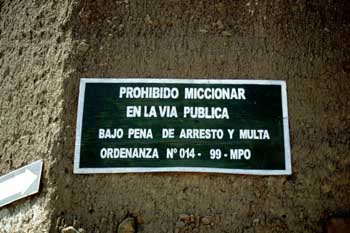 PROHIBIDO MICCIONAR
EN LA VIA PUBLICA
BAJO PENA DE ARRESTO Y MULTA
ORDENANZA Nº 014 - 99 - MPO